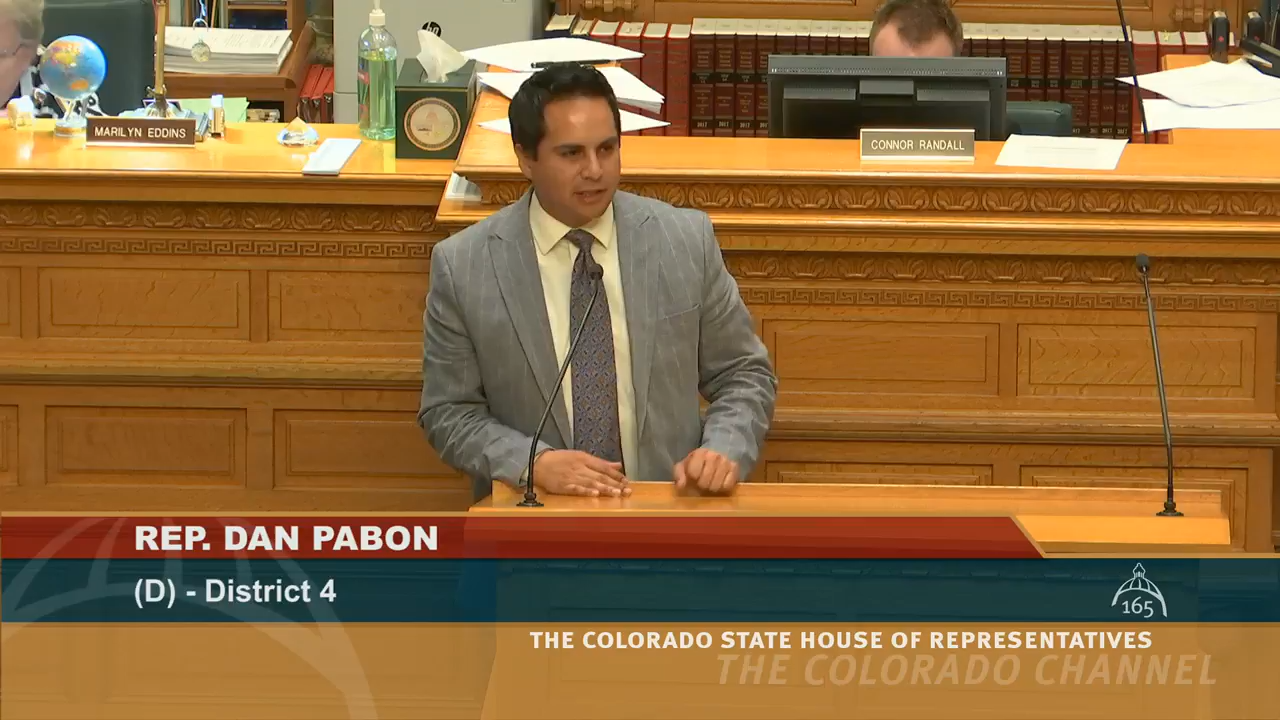 MARILYN EDDINS
CONNOR RANDALL
REP. DAN PABON
(D) - District 4
165
THE COLORADO STATE HOUSE OF REPRESENTATIVES
THE COLORADO CHANNEL